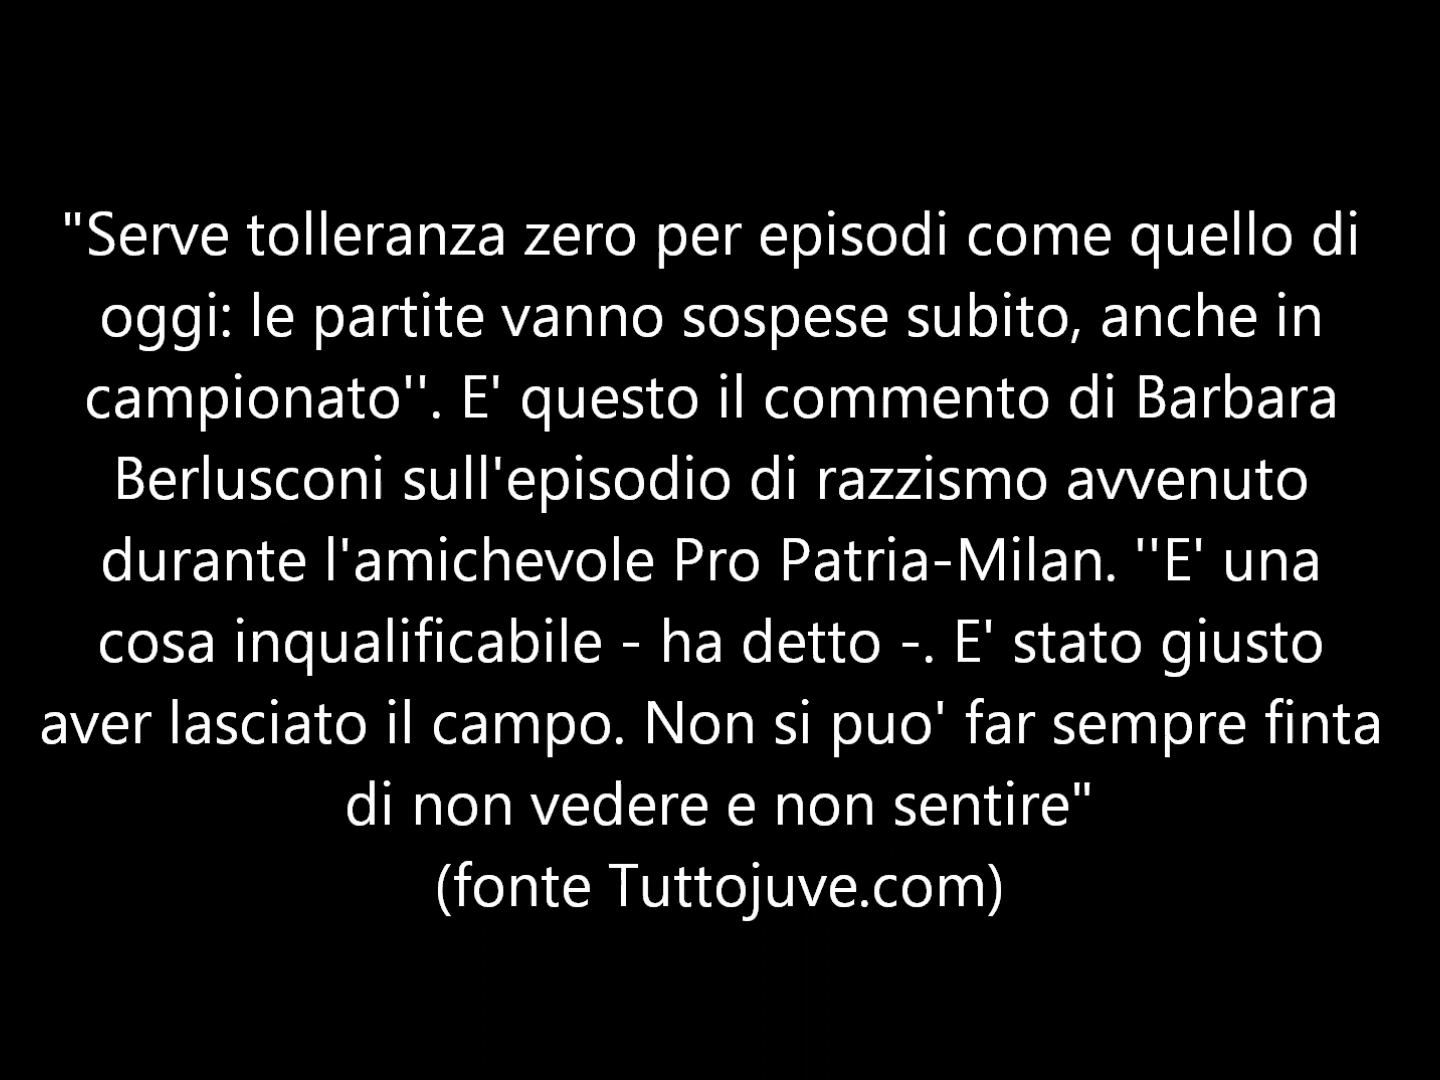 "Serve tolleranza zero per episodi come quello di
oggi: le partite vanno sospese subito, anche in
campionato''. E' questo il commento di Barbara
Berlusconi sull'episodio di razzismo avvenuto
durante l'amichevole Pro Patria-Milan. ''E' una
cosa inqualificabile - ha detto -. E' stato giusto
aver lasciato il campo. Non si puo' far sempre finta
di non vedere e non sentire"
(fonte Tuttojuve.com)